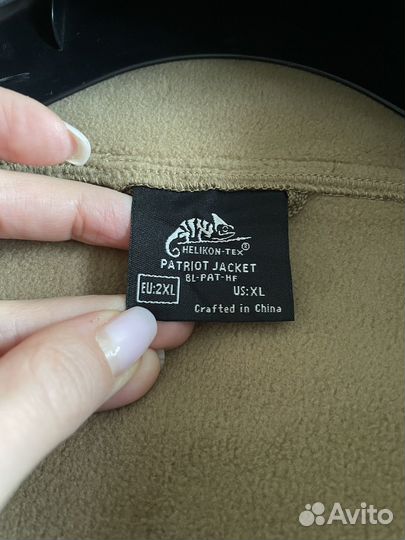 HELIKON-TEX®
PATRIOT JACKET
BL-PAT-HF
EU:2XL US:XL
Crafted in China
Avito